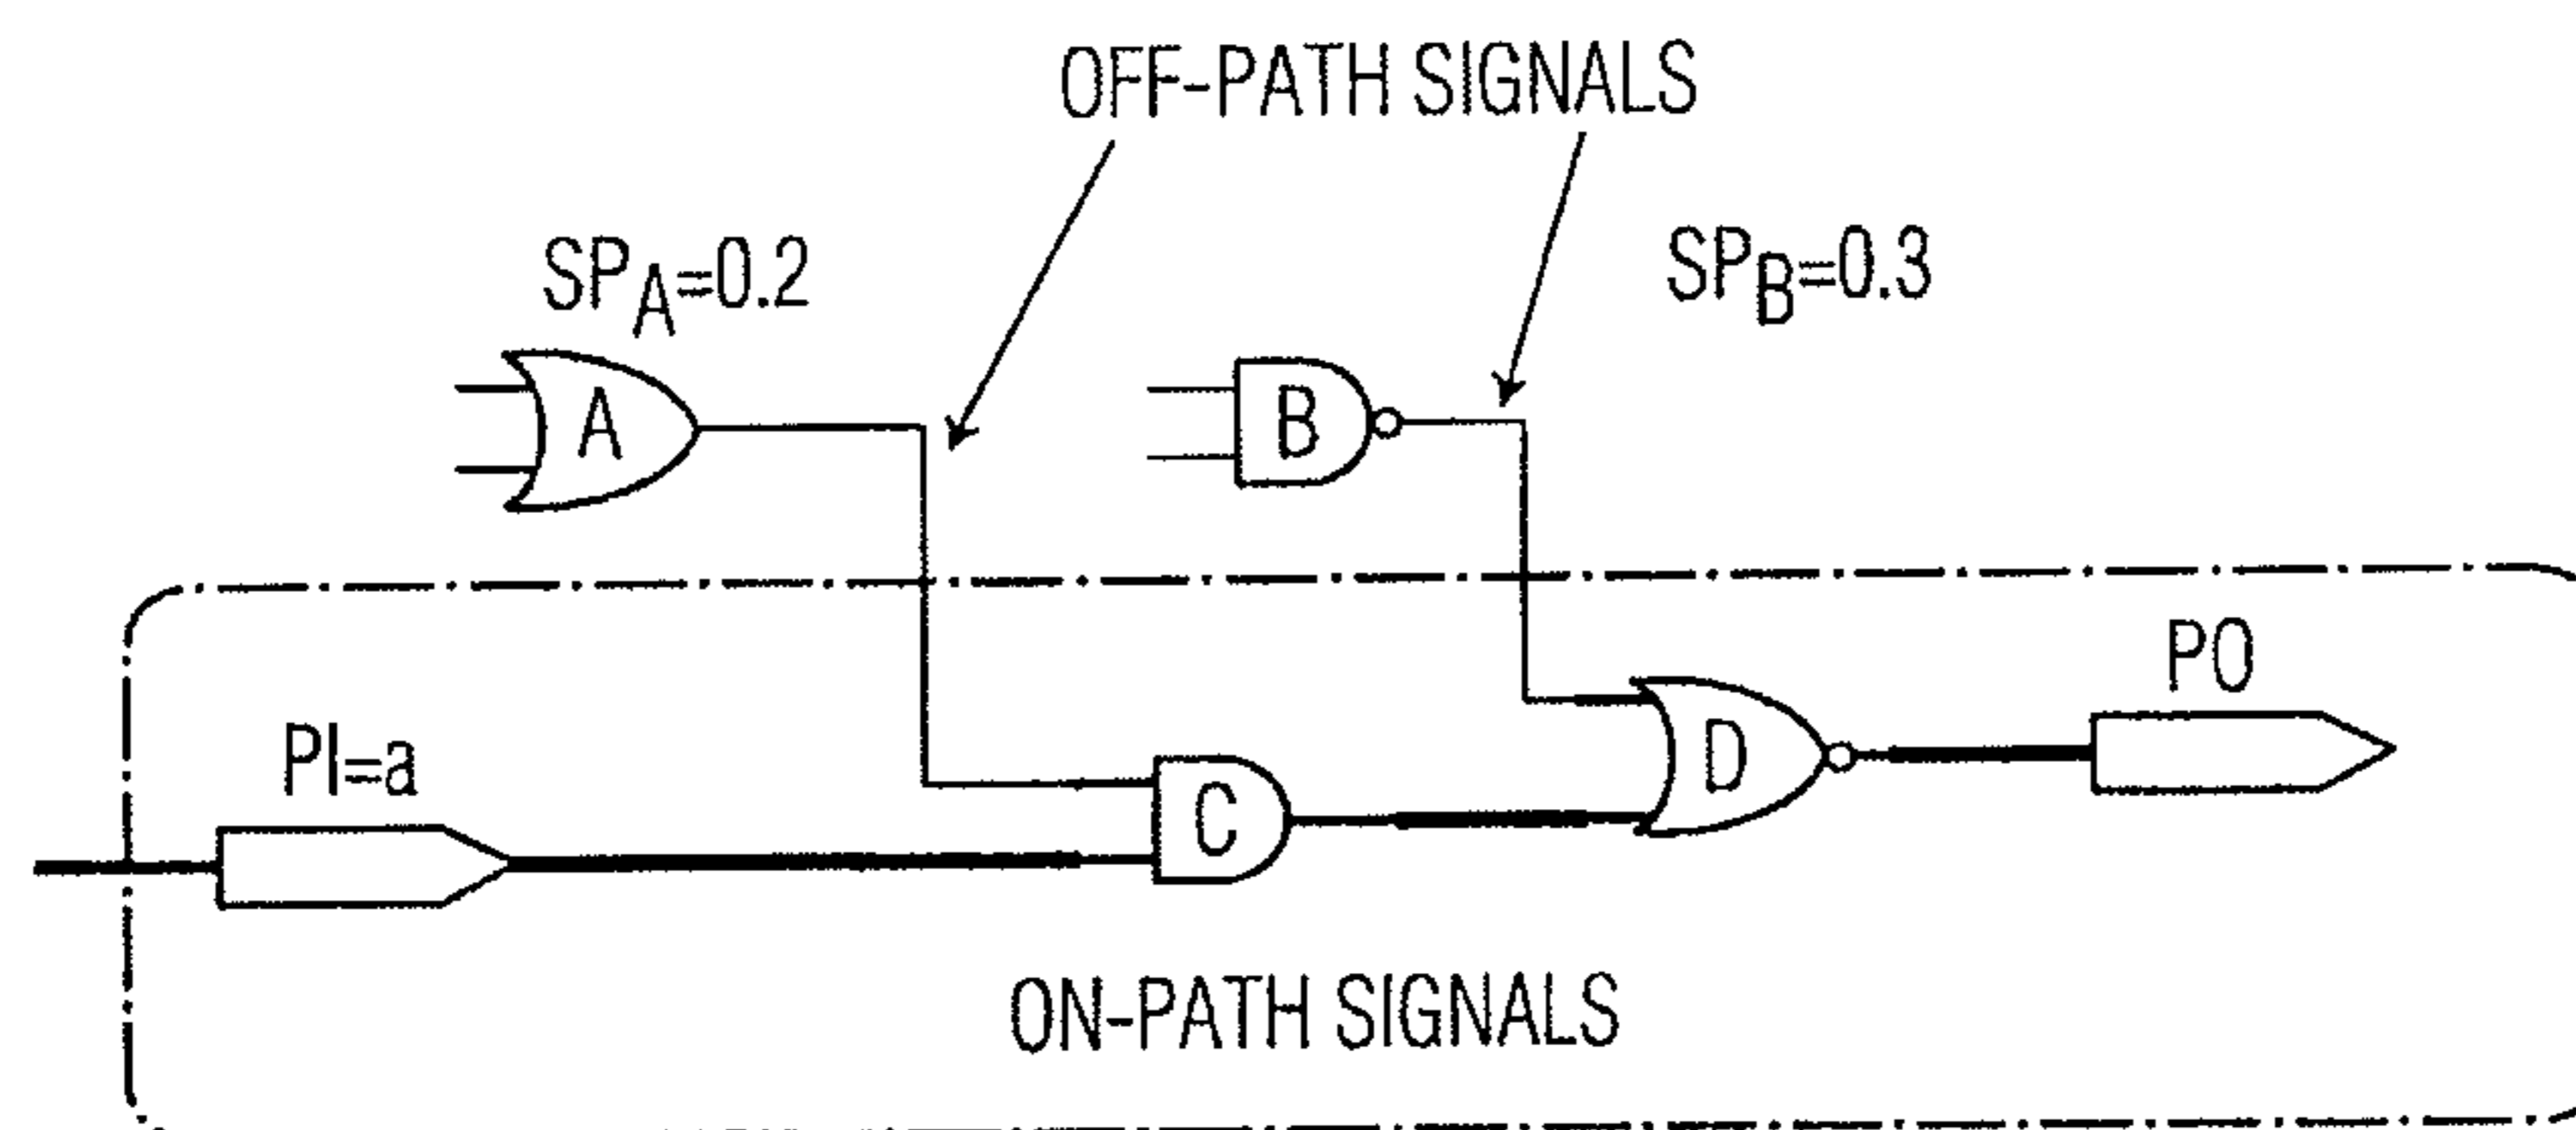 OFF-PATH SIGNALS
SPA=0.2
SPB=0.3
A
B
PO
PI=a
D
C
ON-PATH SIGNALS